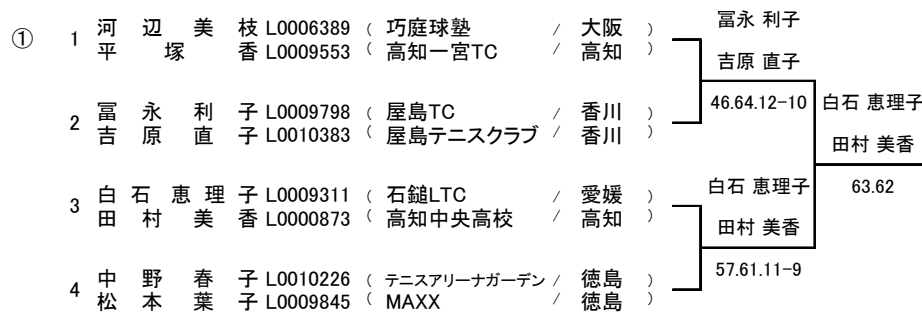 ① 1 河辺美枝 L0006389 ( 巧庭球塾 / 大阪 )
平塚香 L0009553 ( 高知一宮TC / 高知 )
2 冨永利子 L0009798 ( 屋島TC / 香川 )
吉原直子 L0010383 ( 屋島テニスクラブ / 香川 )
3 白石恵理子 L0009311 ( 石鎚LTC / 愛媛 )
田村美香 L0000873 ( 高知中央高校 / 高知 )
4 中野春子 L0010226 ( テニスアリーナガーデン / 徳島 )
松本葉子 L0009845 ( MAXX / 徳島 )
冨永 利子
吉原 直子
46.64.12-10
白石 恵理子
田村 美香
57.61.11-9
白石 恵理子
田村 美香
63.62